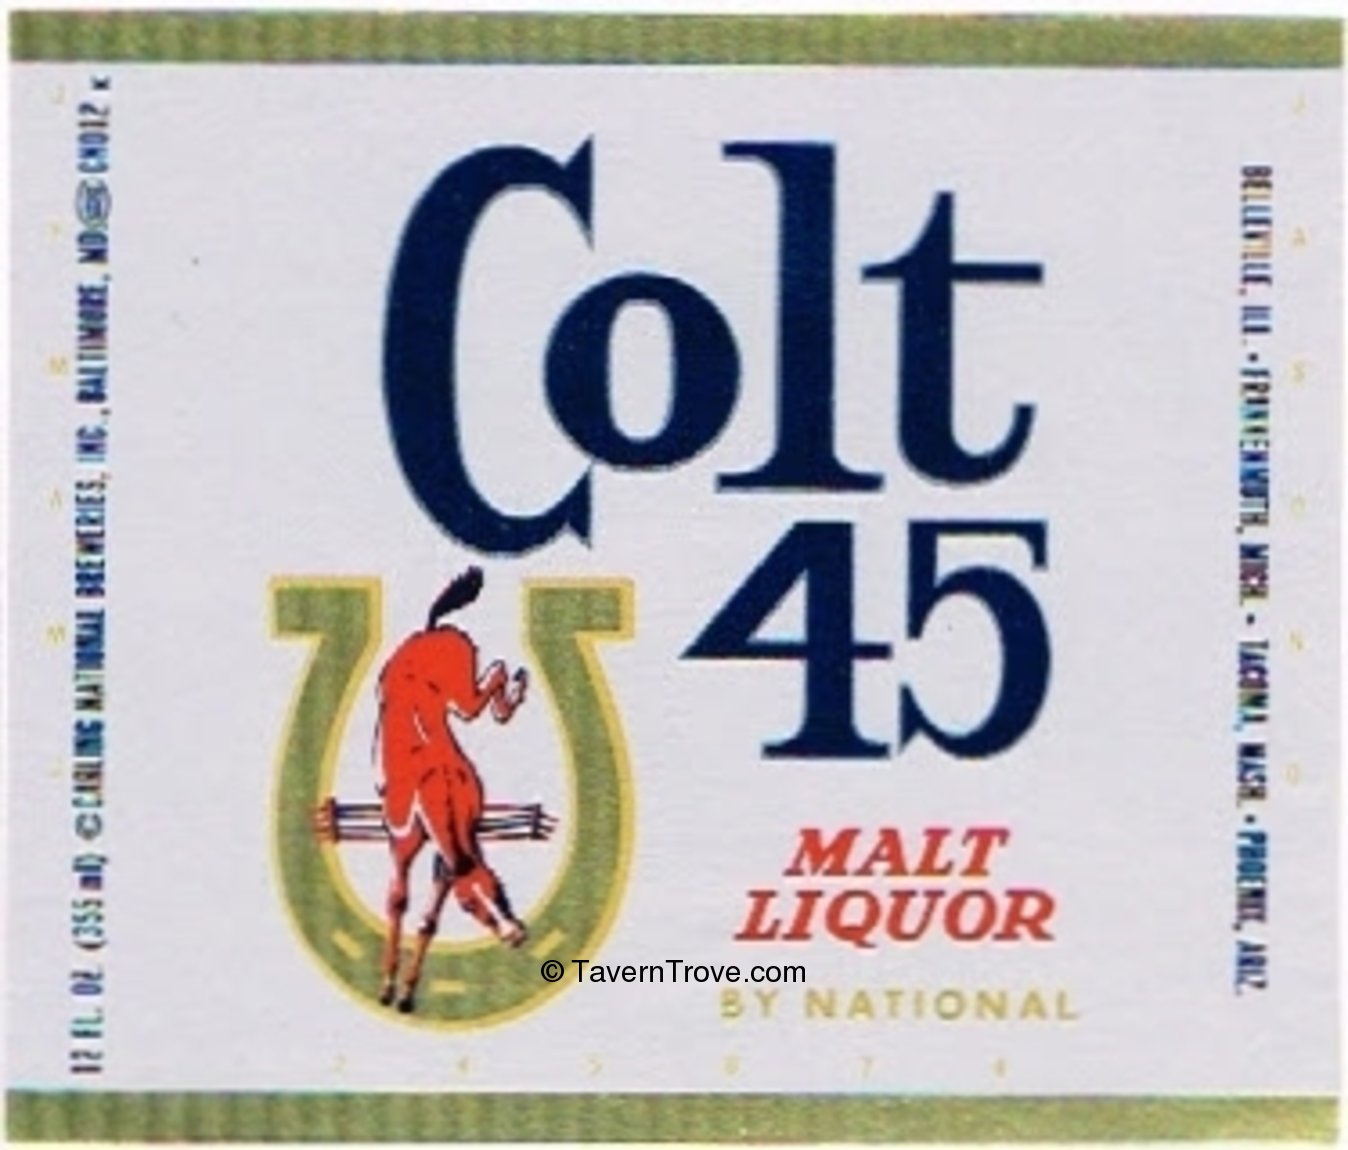 Colt
45
MALT
LIQUOR
BY NATIONAL
© TavernTrove.com
12 FL. OZ. (355 ml) © CARLING NATIONAL BREWERIES, INC., BALTIMORE, MD.
BELLEVILLE, ILL. • FRANKENMUTH, MICH. • TACOMA, WASH. • PHOENIX, ARIZ.
J
F
M
A
M
J
J
A
S
O
N
D